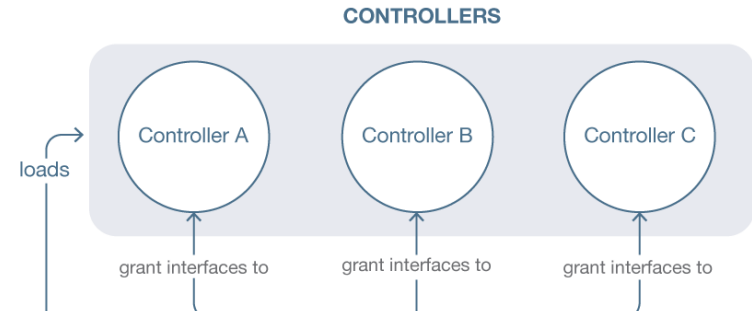 CONTROLLERS
Controller A
Controller B
Controller C
loads
grant interfaces to
grant interfaces to
grant interfaces to